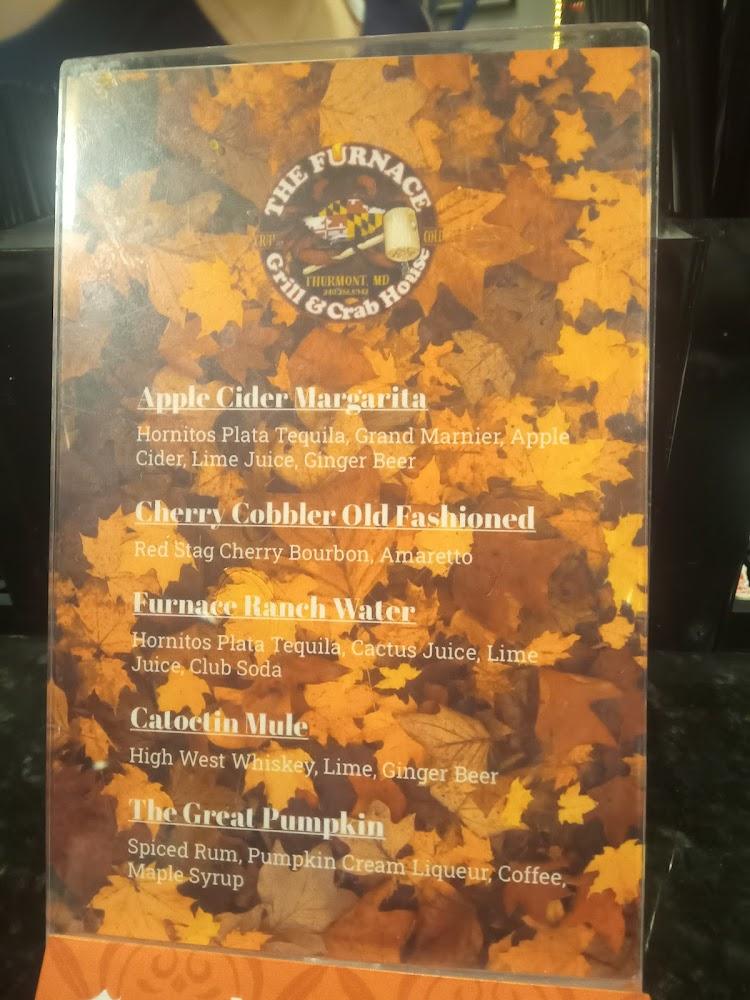 THE FURNACE
THURMONT, MD
Grill & Crab House
Apple Cider Margarita
Hornitos Plata Tequila, Grand Marnier, Apple
Cider, Lime Juice, Ginger Beer
Cherry Cobbler Old Fashioned
Red Stag Cherry Bourbon, Amaretto
Furnace Ranch Water
Hornitos Plata Tequila, Cactus Juice, Lime
Juice, Club Soda
Catoctin Mule
High West Whiskey, Lime, Ginger Beer
The Great Pumpkin
Spiced Rum, Pumpkin Cream Liqueur, Coffee,
Maple Syrup